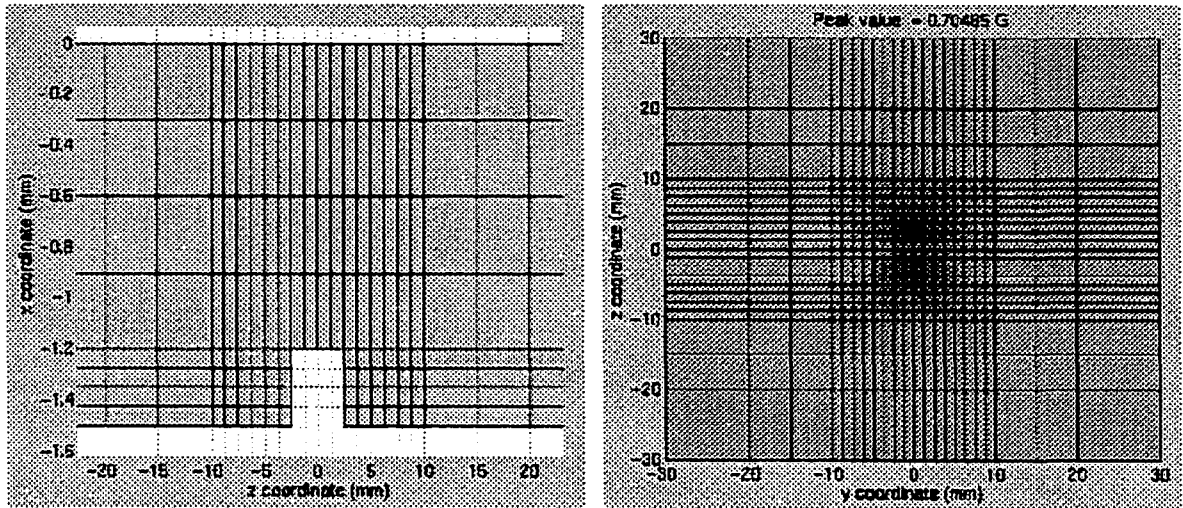 0
-0.2
-0.4
-0.6
-0.8
-1
-1.2
-1.4
-1.6
x coordinate (mm)
-20 -15 -10 -5 0 5 10 15 20
z coordinate (mm)
Peak value = 0.70485 G
30
20
10
0
-10
-20
-30
z coordinate (mm)
-30 -20 -10 0 10 20 30
y coordinate (mm)